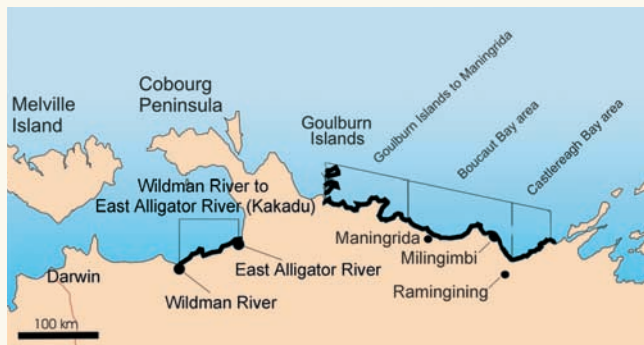 Melville
Island
Cobourg
Peninsula
Goulburn
Islands
Goulburn Islands to Maningrida
Boucaut Bay area
Castlereagh Bay area
Wildman River to
East Alligator River (Kakadu)
Maningrida
Milingimbi
Ramingining
East Alligator River
Wildman River
Darwin
100 km